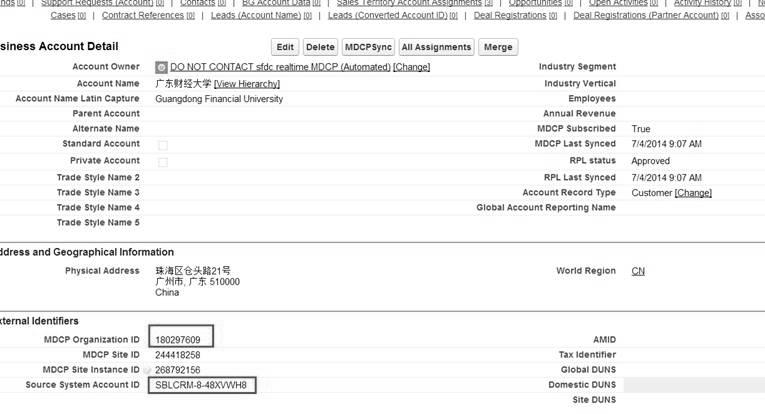 nds [0] | Support Requests (Account) [0] | Contacts [0] | BG Account Data [0] | Sales Territory Account Assignments [3] | Opportunities [0] | Open Activities [0] | Activity History [0] |
Cases [0] | Contract References [0] | Leads (Account Name) [0] | Leads (Converted Account ID) [0] | Deal Registrations [0] | Deal Registrations (Partner Account) [0] | Asso
siness Account Detail Edit Delete MDCPSync All Assignments Merge
Account Owner DO NOT CONTACT sfdc realtime MDCP (Automated) [Change] Industry Segment
Account Name 广东财经大学 [View Hierarchy] Industry Vertical
Account Name Latin Capture Guangdong Financial University Employees
Parent Account Annual Revenue
Alternate Name MDCP Subscribed True
Standard Account MDCP Last Synced 7/4/2014 9:07 AM
Private Account RPL status Approved
Trade Style Name 2 RPL Last Synced 7/4/2014 9:07 AM
Trade Style Name 3 Account Record Type Customer [Change]
Trade Style Name 4 Global Account Reporting Name
Trade Style Name 5
ddress and Geographical Information
Physical Address 珠海区仑头路21号 World Region CN
广州市, 广东 510000
China
xternal Identifiers
MDCP Organization ID 180297609 AMID
MDCP Site ID 244418258 Tax Identifier
MDCP Site Instance ID 268792156 Global DUNS
Source System Account ID SBLCRM-8-48XVWH8 Domestic DUNS
Site DUNS